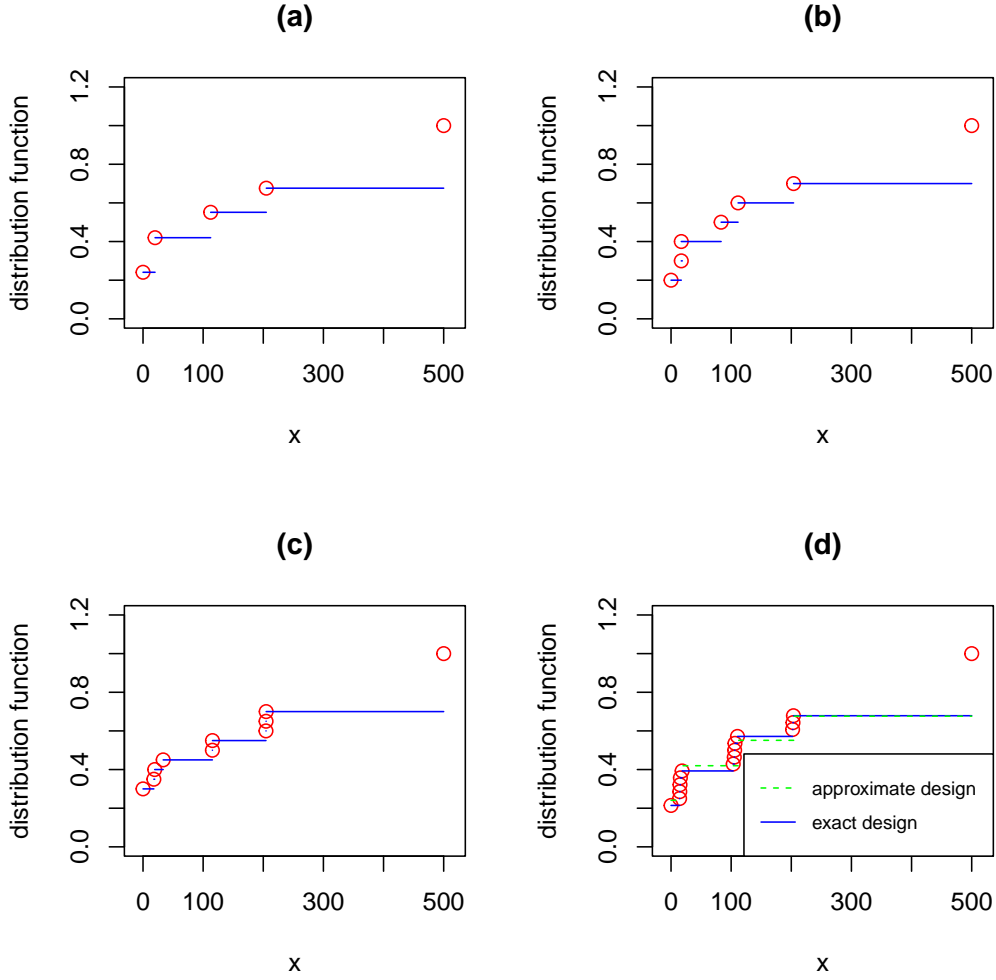 (a)
distribution function
0.0 0.4 0.8 1.2
0 100 300 500
x
(b)
distribution function
0.0 0.4 0.8 1.2
0 100 300 500
x
(c)
distribution function
0.0 0.4 0.8 1.2
0 100 300 500
x
(d)
distribution function
0.0 0.4 0.8 1.2
approximate design
exact design
0 100 300 500
x